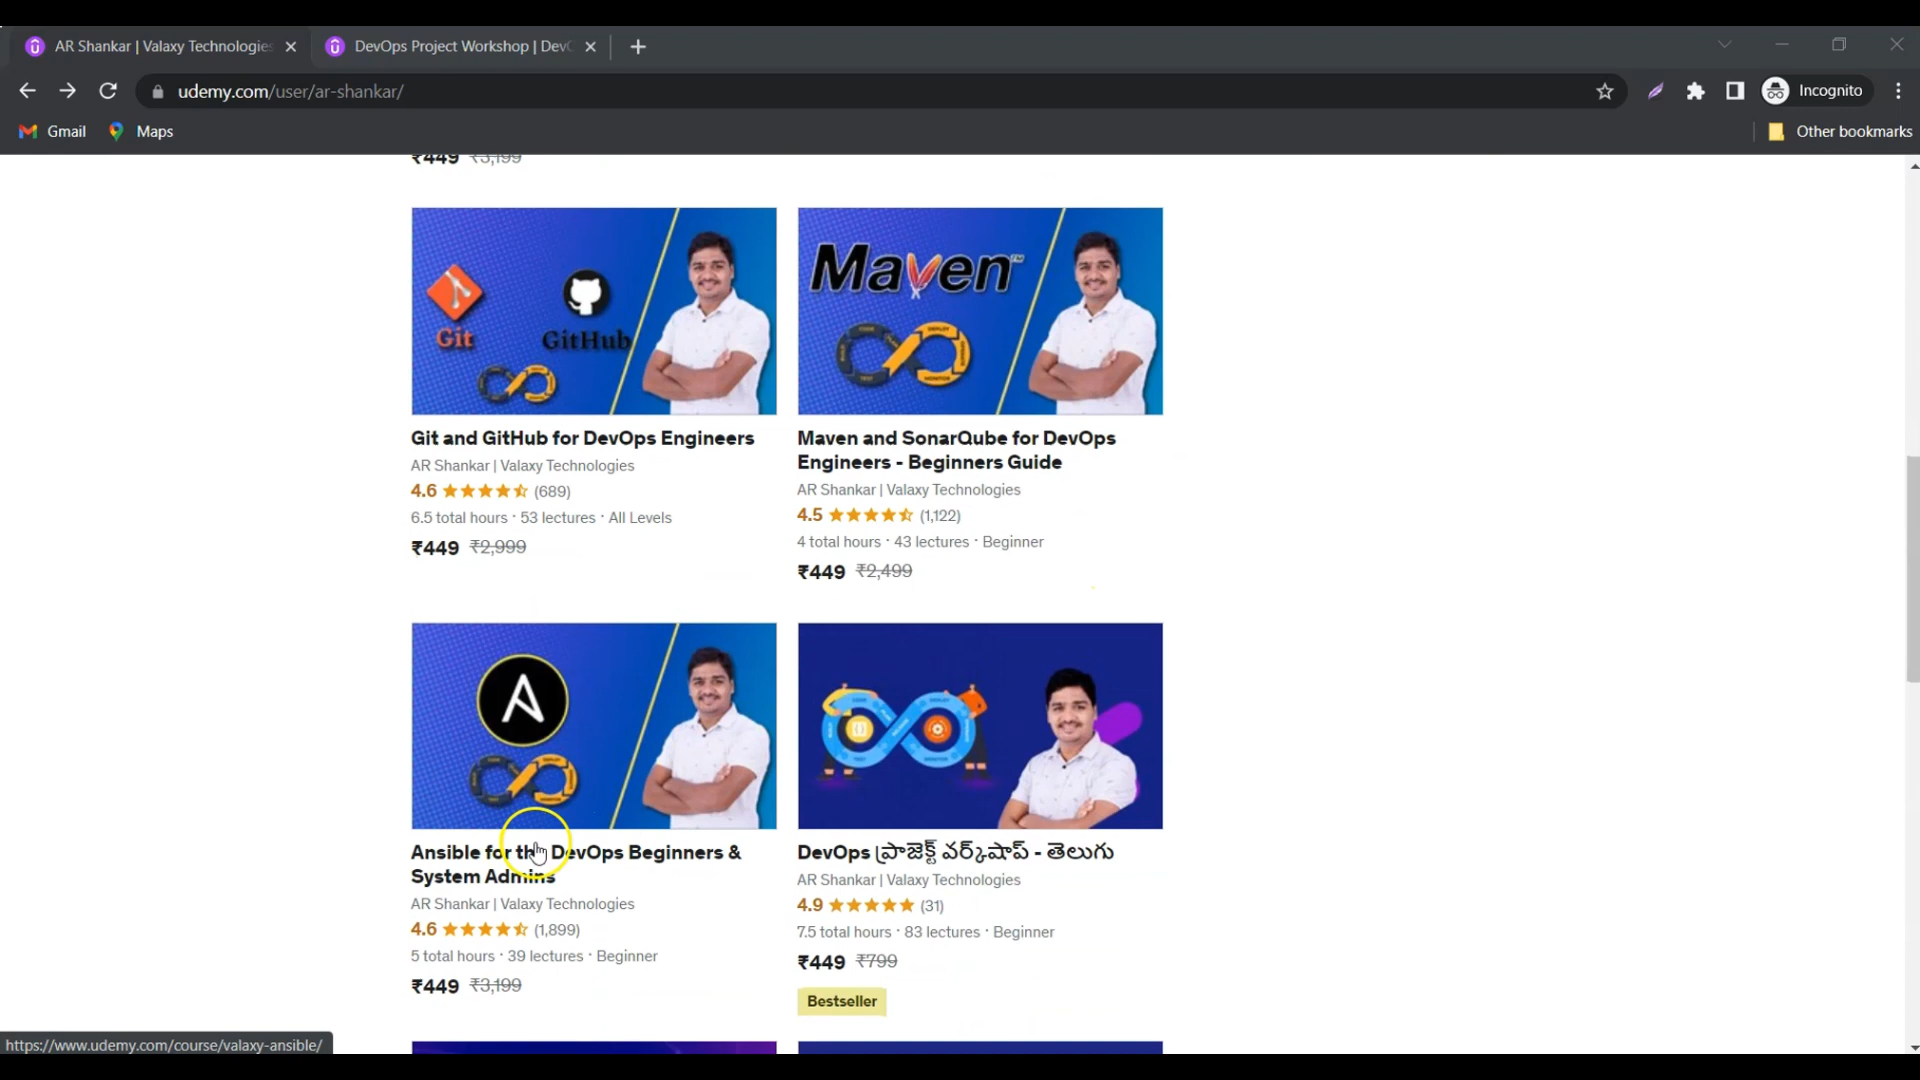 AR Shankar | Valaxy Technologies
DevOps Project Workshop | DevO
udemy.com/user/ar-shankar/
Incognito
Gmail
Maps
Other bookmarks
₹449 ₹3,199
Git
GitHub
Maven™
Git and GitHub for DevOps Engineers
AR Shankar | Valaxy Technologies
4.6 (689)
6.5 total hours · 53 lectures · All Levels
₹449 ₹2,999
Maven and SonarQube for DevOps
Engineers - Beginners Guide
AR Shankar | Valaxy Technologies
4.5 (1,122)
4 total hours · 43 lectures · Beginner
₹449 ₹2,499
Ansible for the DevOps Beginners &
System Admins
AR Shankar | Valaxy Technologies
4.6 (1,899)
5 total hours · 39 lectures · Beginner
₹449 ₹3,199
DevOps ప్రాజెక్ట్ వర్క్‌షాప్ - తెలుగు
AR Shankar | Valaxy Technologies
4.9 (31)
7.5 total hours · 83 lectures · Beginner
₹449 ₹799
Bestseller
https://www.udemy.com/course/valaxy-ansible/